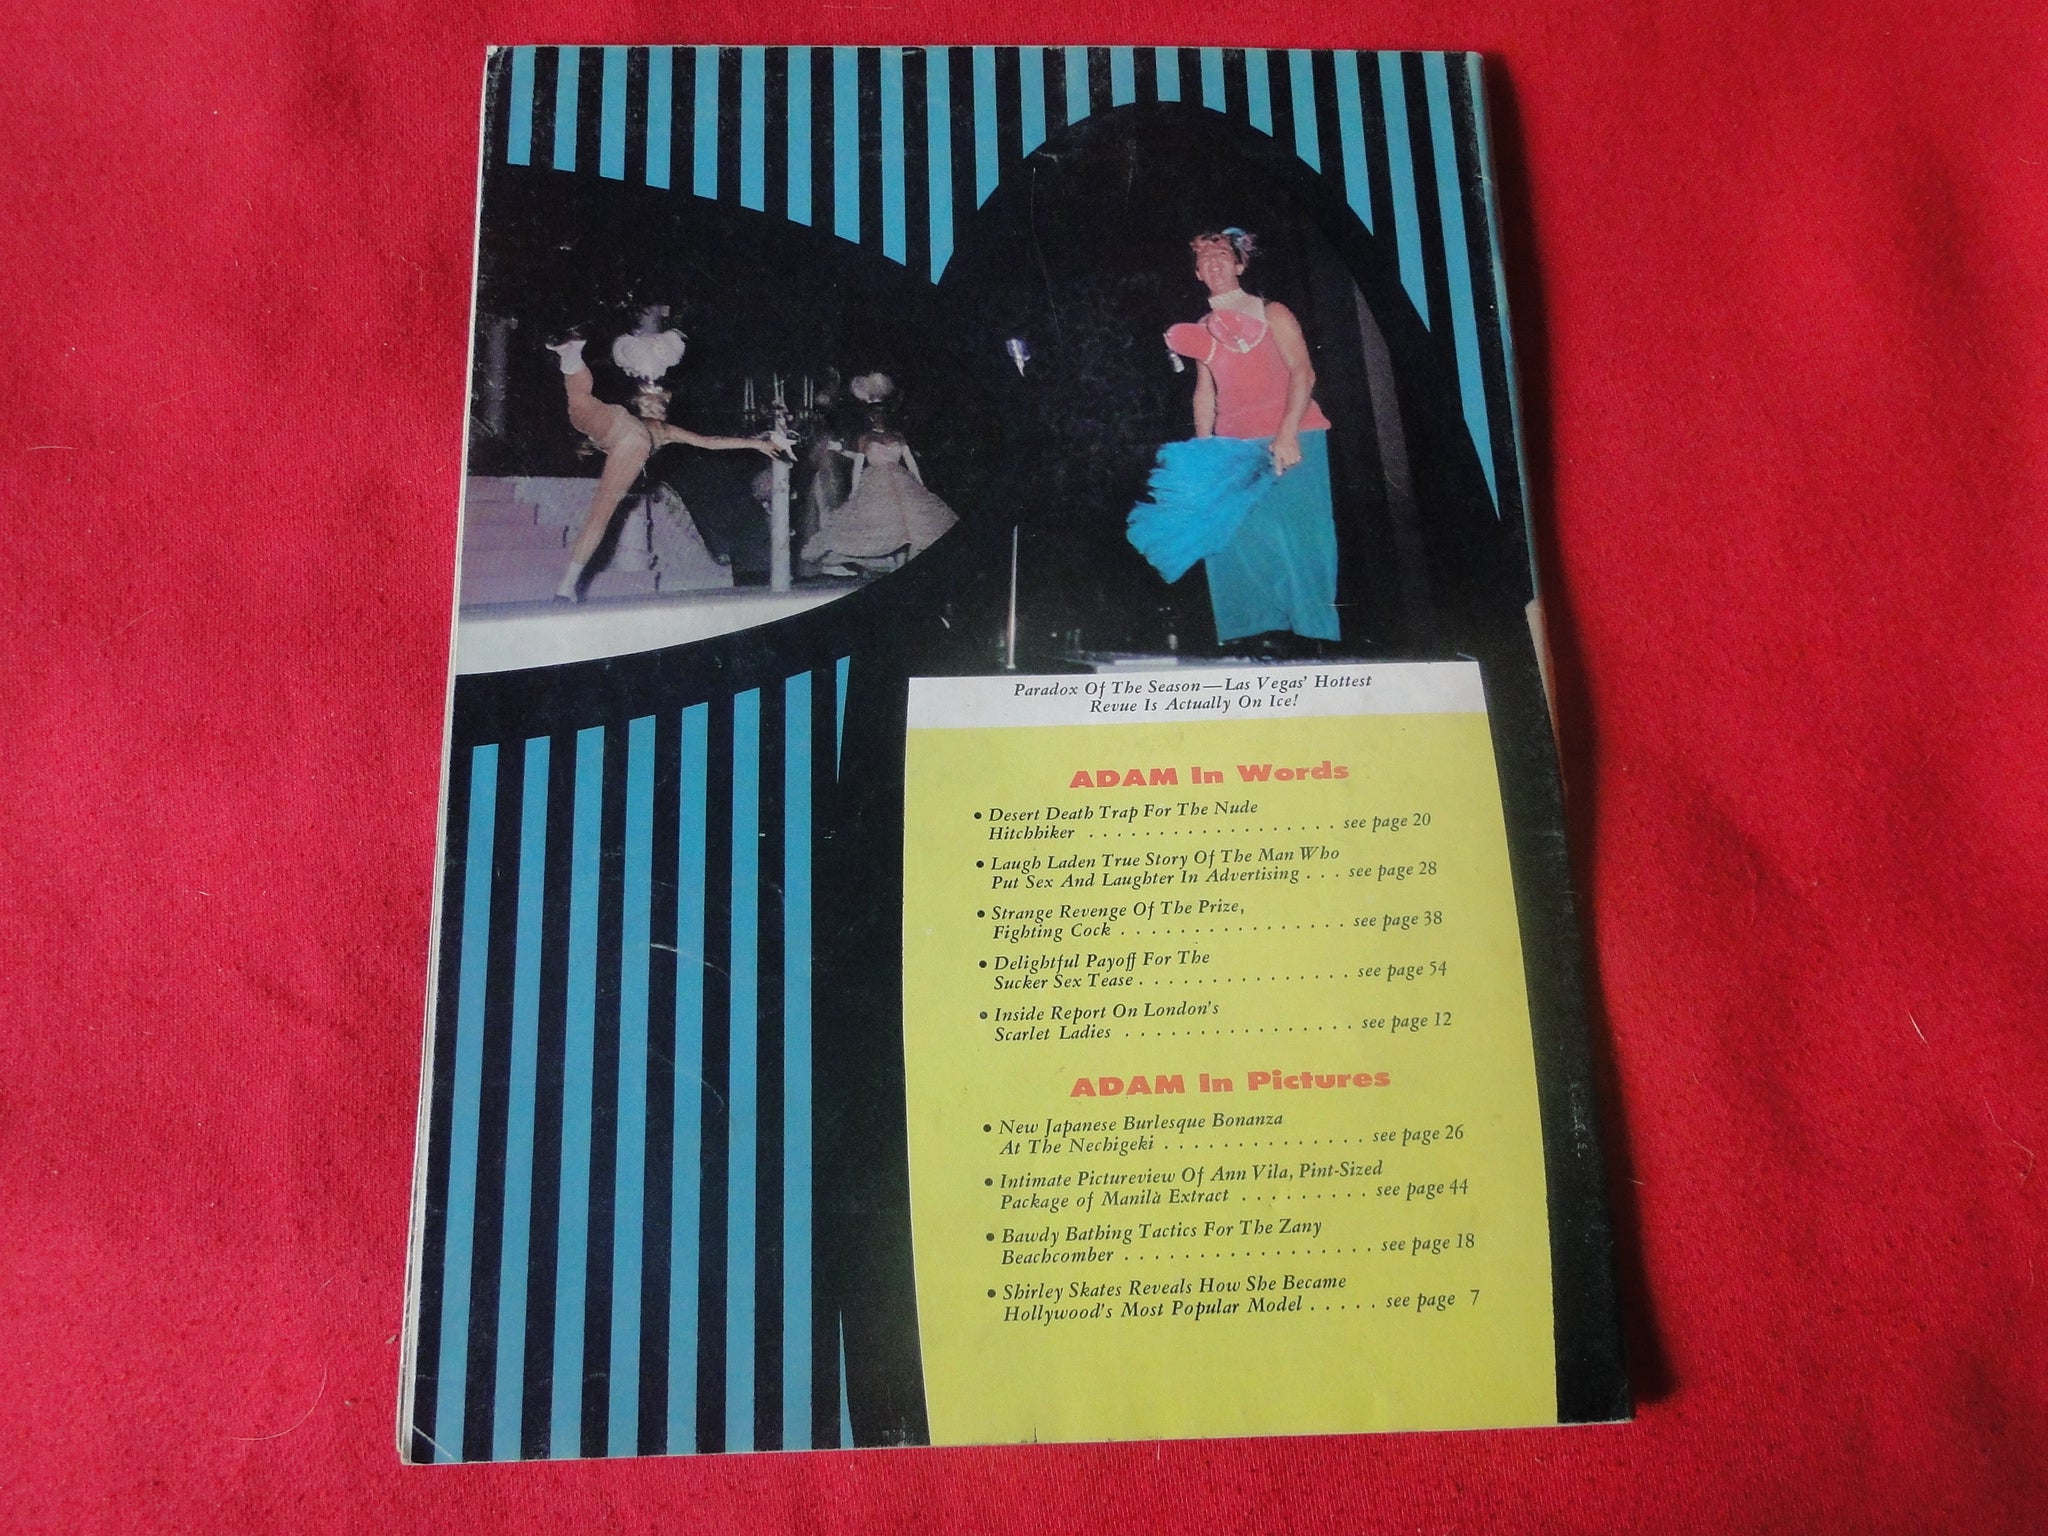 Paradox Of The Season—Las Vegas' Hottest
Revue Is Actually On Ice!
ADAM In Words
• Desert Death Trap For The Nude
Hitchhiker . . . . . . . . . . . . . . . . . . see page 20
• Laugh Laden True Story Of The Man Who
Put Sex And Laughter In Advertising . . . see page 28
• Strange Revenge Of The Prize,
Fighting Cock . . . . . . . . . . . . . . . . see page 38
• Delightful Payoff For The
Sucker Sex Tease . . . . . . . . . . . . . . see page 54
• Inside Report On London's
Scarlet Ladies . . . . . . . . . . . . . . . . see page 12
ADAM In Pictures
• New Japanese Burlesque Bonanza
At The Nechigeki . . . . . . . . . . . . . . see page 26
• Intimate Pictureview Of Ann Vila, Pint-Sized
Package of Manilà Extract . . . . . . . . . see page 44
• Bawdy Bathing Tactics For The Zany
Beachcomber . . . . . . . . . . . . . . . . . see page 18
• Shirley Skates Reveals How She Became
Hollywood's Most Popular Model . . . . . see page 7